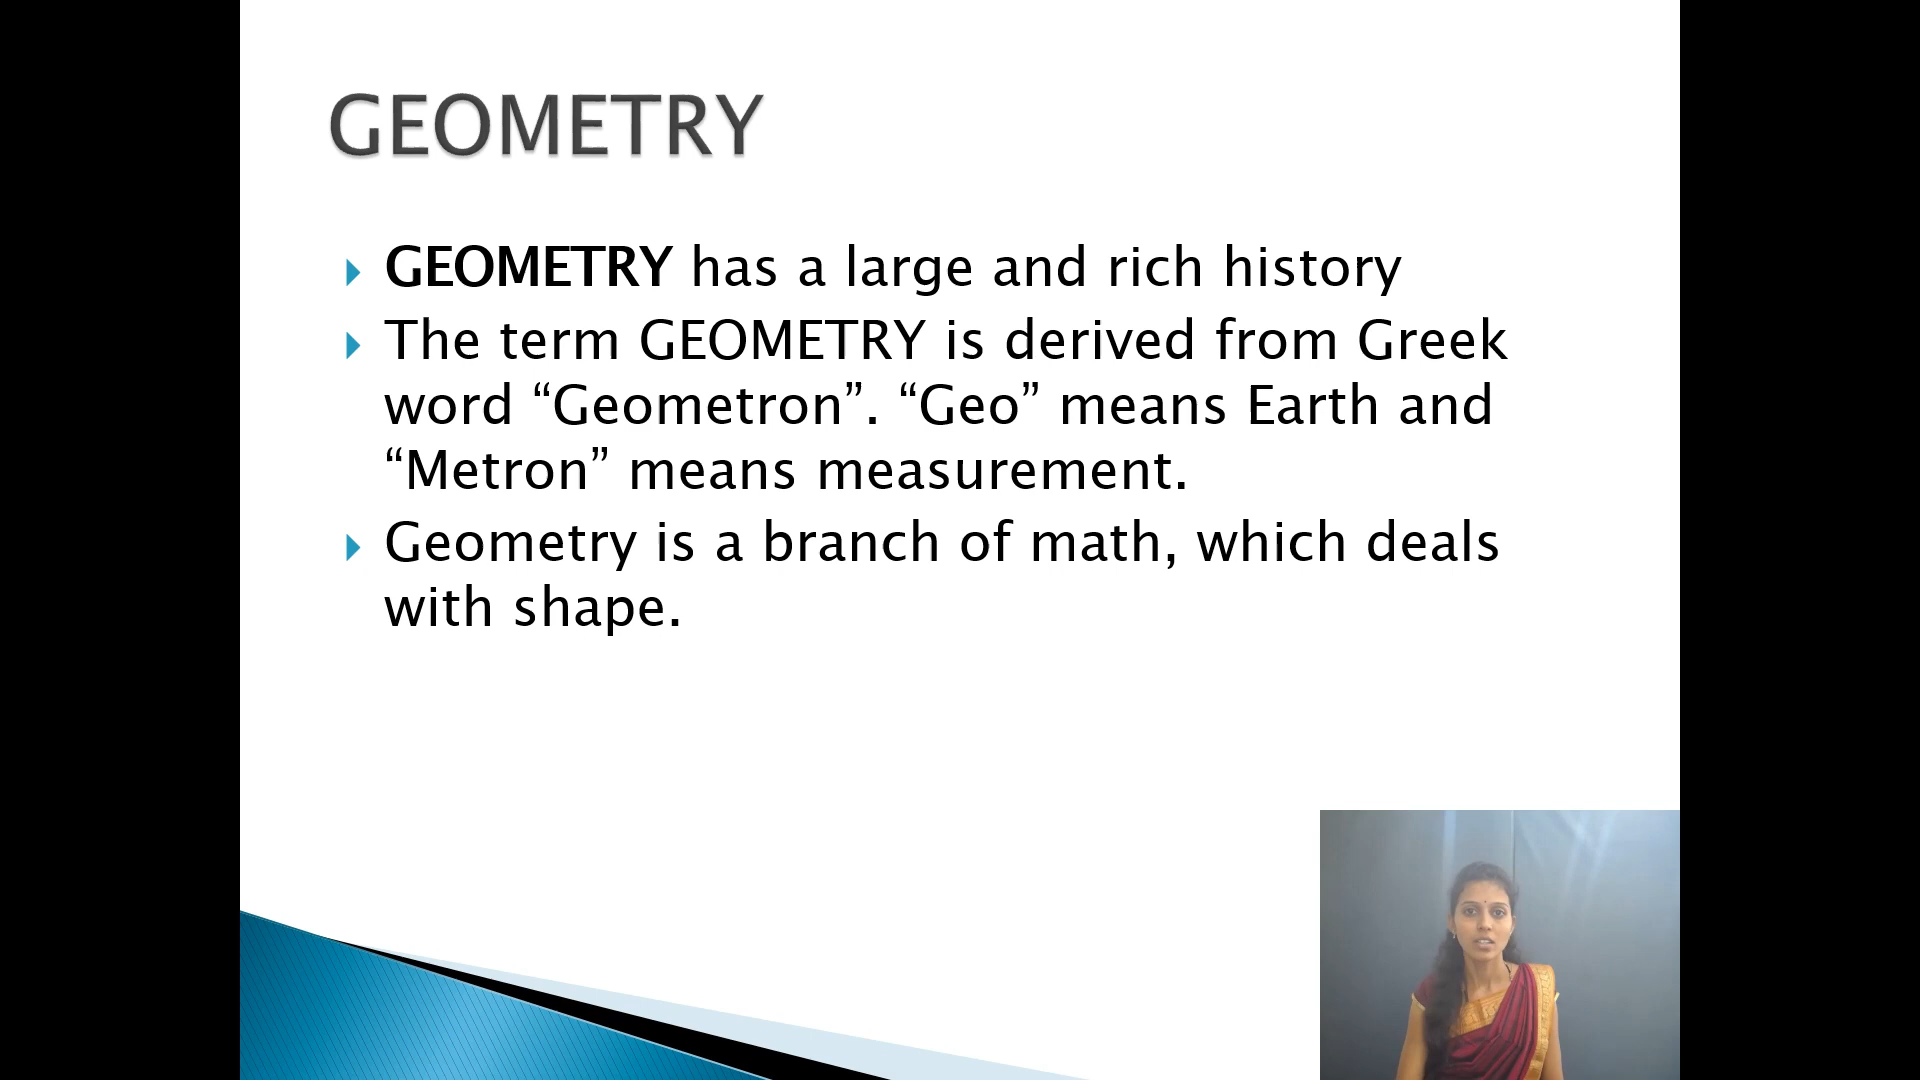 GEOMETRY
GEOMETRY has a large and rich history
The term GEOMETRY is derived from Greek
word “Geometron”. “Geo” means Earth and
“Metron” means measurement.
Geometry is a branch of math, which deals
with shape.